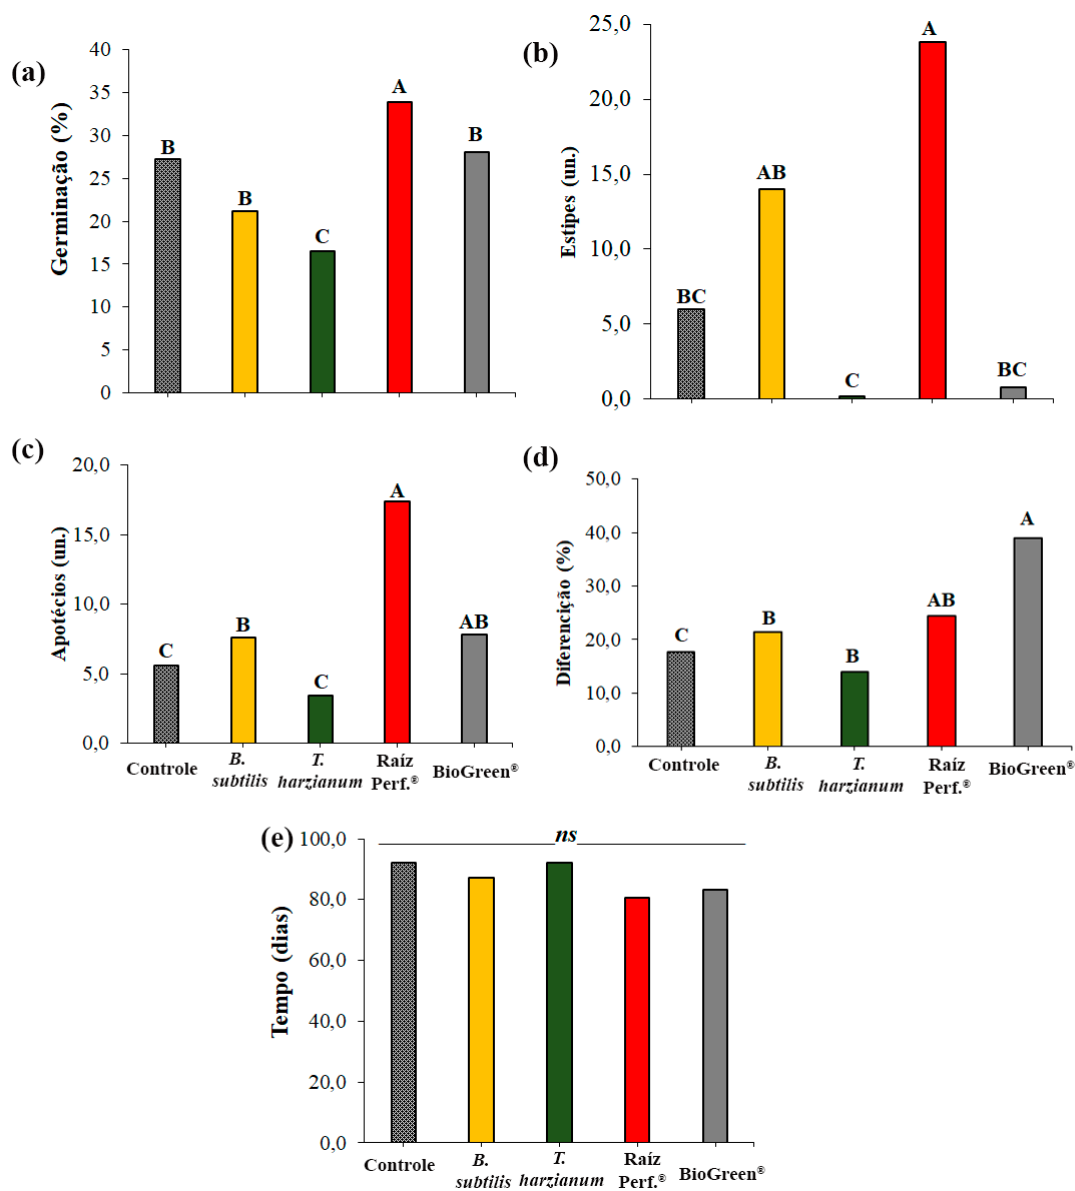 (a)
Germinação (%)
40
35
30
25
20
15
10
5
0
B
B
C
A
B
(b)
Estipes (un.)
25,0
20,0
15,0
10,0
5,0
0,0
BC
AB
C
A
BC
(c)
Apotécios (un.)
20,0
15,0
10,0
5,0
0,0
C
B
C
A
AB
Controle
B. subtilis
T. harzianum
Raíz Perf.®
BioGreen®
(d)
Diferencição (%)
50,0
40,0
30,0
20,0
10,0
0,0
C
B
B
AB
A
Controle
B. subtilis
T. harzianum
Raíz Perf.®
BioGreen®
(e)
Tempo (dias)
100,0
80,0
60,0
40,0
20,0
0,0
ns
Controle
B. subtilis
T. harzianum
Raíz Perf.®
BioGreen®